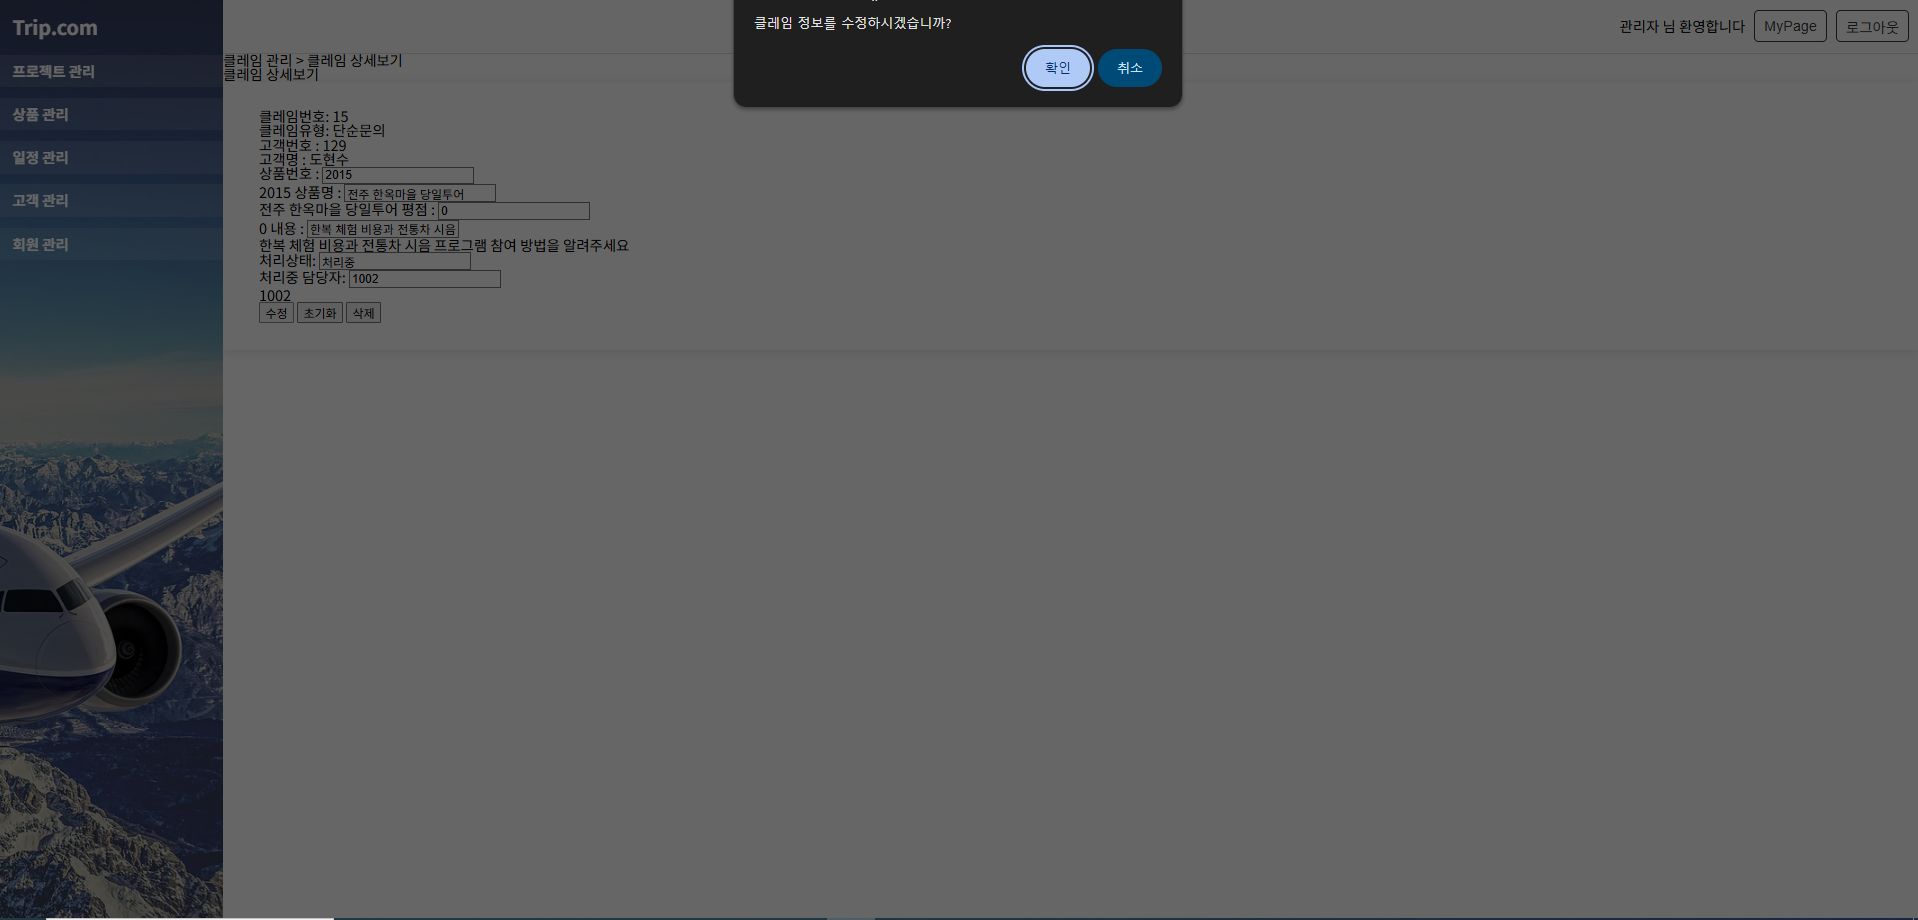 Trip.com
프로젝트 관리
상품 관리
일정 관리
고객 관리
회원 관리
클레임 정보를 수정하시겠습니까?
확인 취소
관리자 님 환영합니다 MyPage 로그아웃
클레임 관리 > 클레임 상세보기
클레임 상세보기
클레임번호: 15
클레임유형: 단순문의
고객번호 : 129
고객명 : 도현수
상품번호 : 2015
2015 상품명 : 전주 한옥마을 당일투어
전주 한옥마을 당일투어 평점 : 0
0 내용 : 한복 체험 비용과 전통차 시음
한복 체험 비용과 전통차 시음 프로그램 참여 방법을 알려주세요
처리상태: 처리중
처리중 담당자: 1002
1002
수정 초기화 삭제